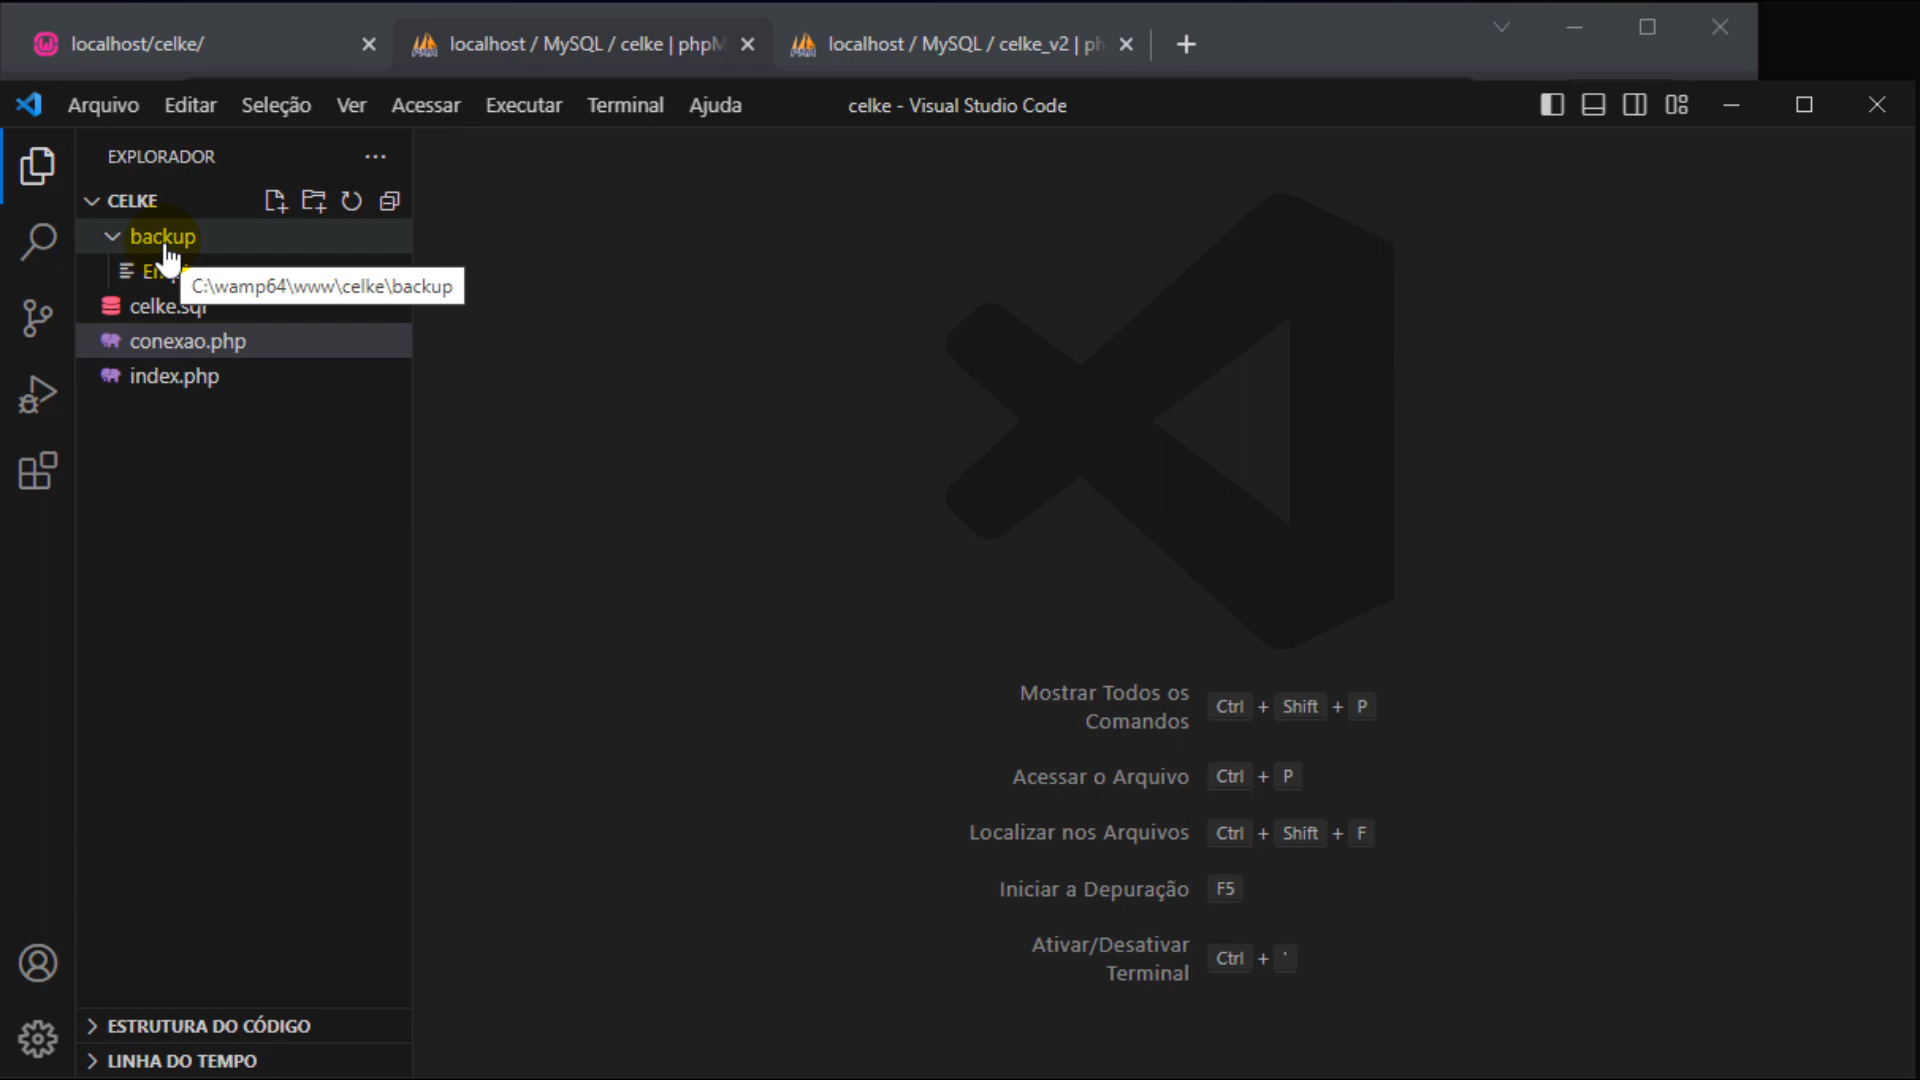 localhost/celke/
localhost / MySQL / celke | phpM
localhost / MySQL / celke_v2 | ph
Arquivo Editar Seleção Ver Acessar Executar Terminal Ajuda
celke - Visual Studio Code
EXPLORADOR
CELKE
backup
C:\wamp64\www\celke\backup
celke.sql
conexao.php
index.php
Mostrar Todos os
Comandos
Ctrl + Shift + P
Acessar o Arquivo Ctrl + P
Localizar nos Arquivos Ctrl + Shift + F
Iniciar a Depuração F5
Ativar/Desativar
Terminal
Ctrl + '
ESTRUTURA DO CÓDIGO
LINHA DO TEMPO